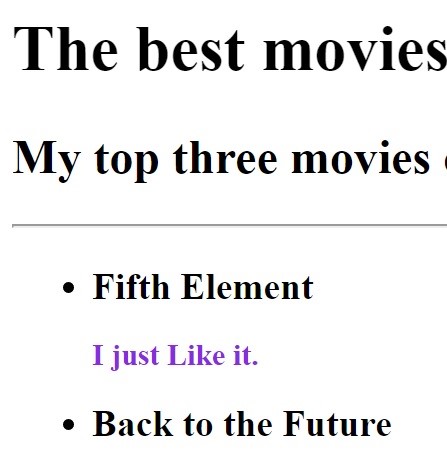 The best movies
My top three movies
Fifth Element
I just Like it.
Back to the Future